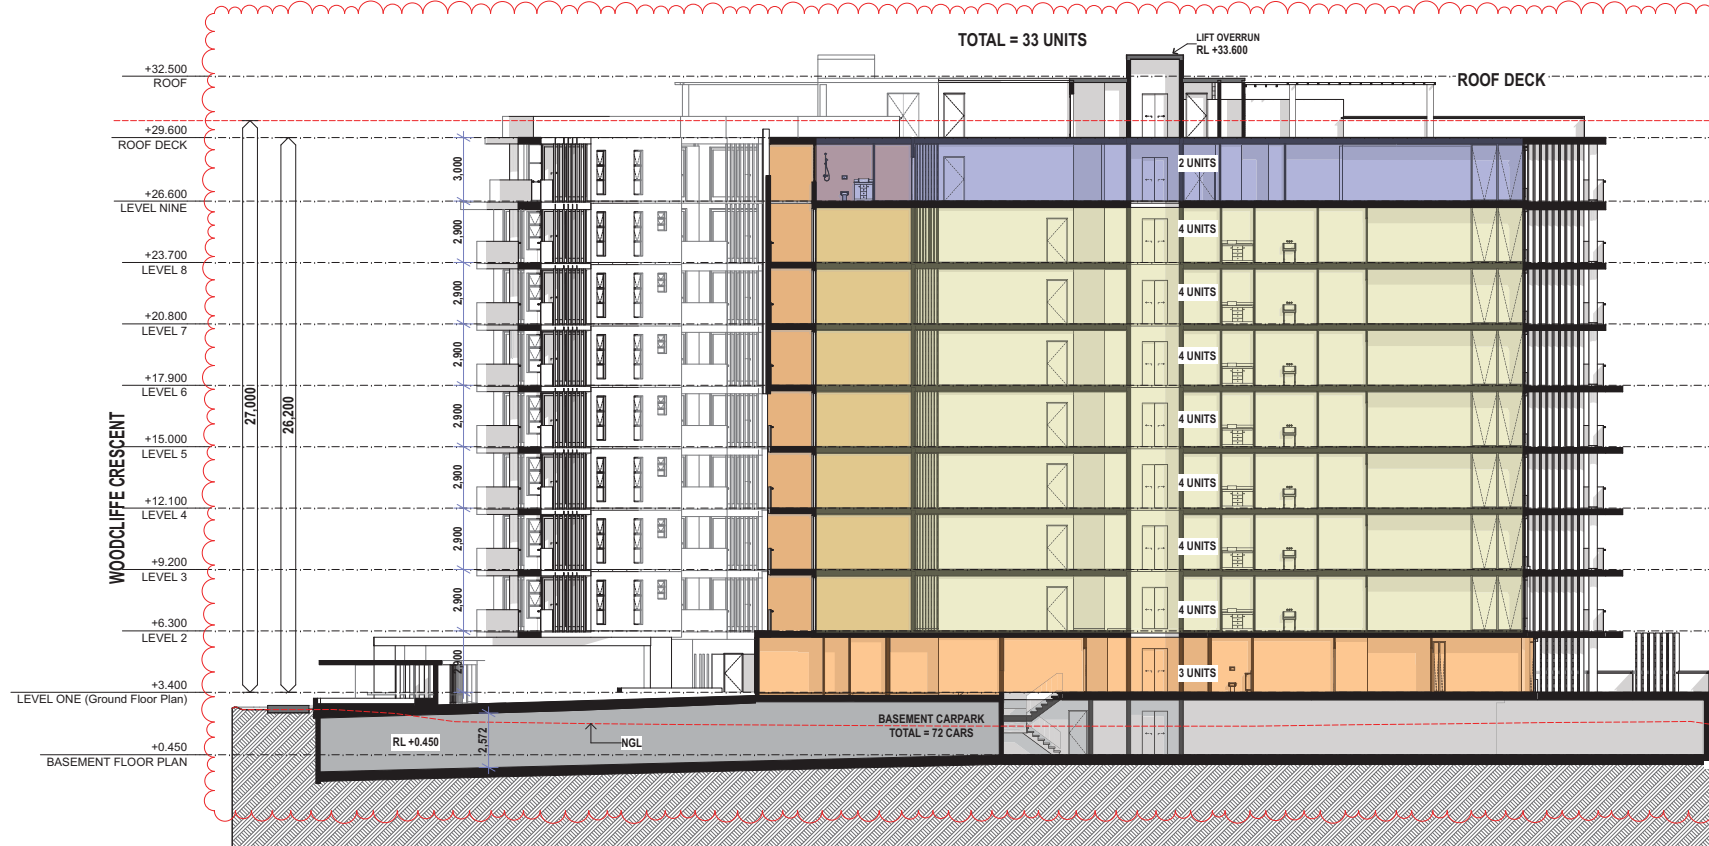 TOTAL = 33 UNITS
LIFT OVERRUN
RL +33.600
+32.500
ROOF
ROOF DECK
+29.600
ROOF DECK
3,000
2 UNITS
+26.600
LEVEL NINE
2,900
4 UNITS
+23.700
LEVEL 8
2,900
4 UNITS
+20.800
LEVEL 7
2,900
4 UNITS
+17.900
LEVEL 6
27,000
26,200
2,900
4 UNITS
WOODCLIFFE CRESCENT
+15.000
LEVEL 5
2,900
4 UNITS
+12.100
LEVEL 4
2,900
4 UNITS
+9.200
LEVEL 3
2,900
4 UNITS
+6.300
LEVEL 2
2,900
3 UNITS
+3.400
LEVEL ONE (Ground Floor Plan)
BASEMENT CARPARK
TOTAL = 72 CARS
RL +0.450
2,572
NGL
+0.450
BASEMENT FLOOR PLAN